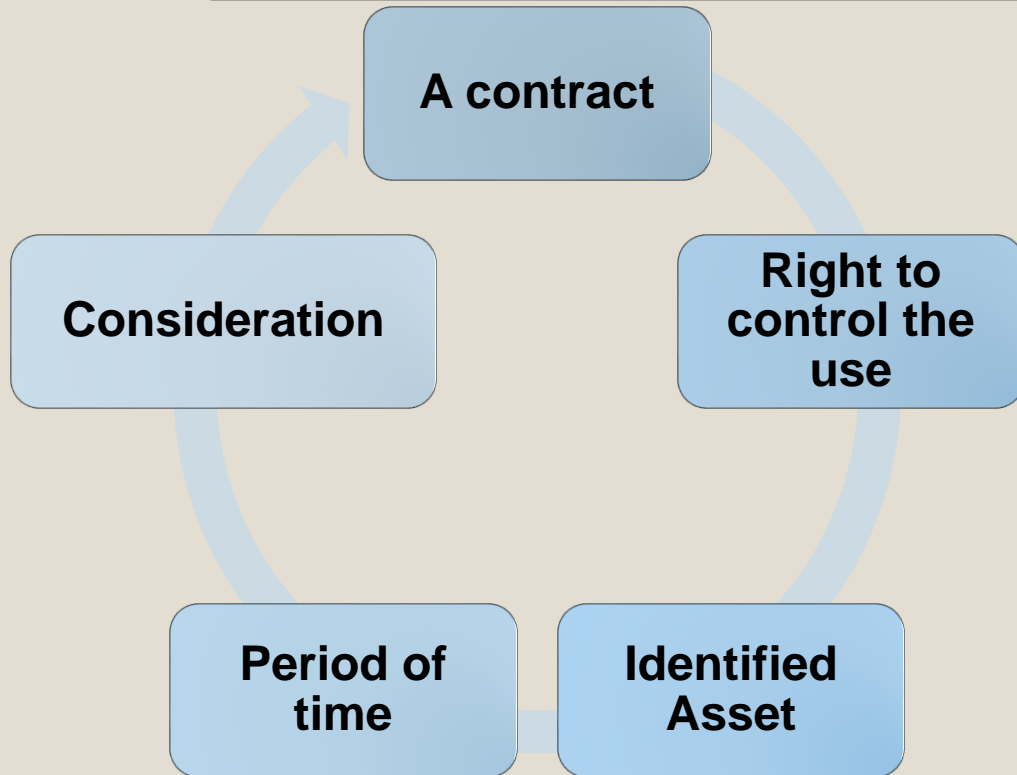 A contract
Right to
control the
use
Identified
Asset
Period of
time
Consideration